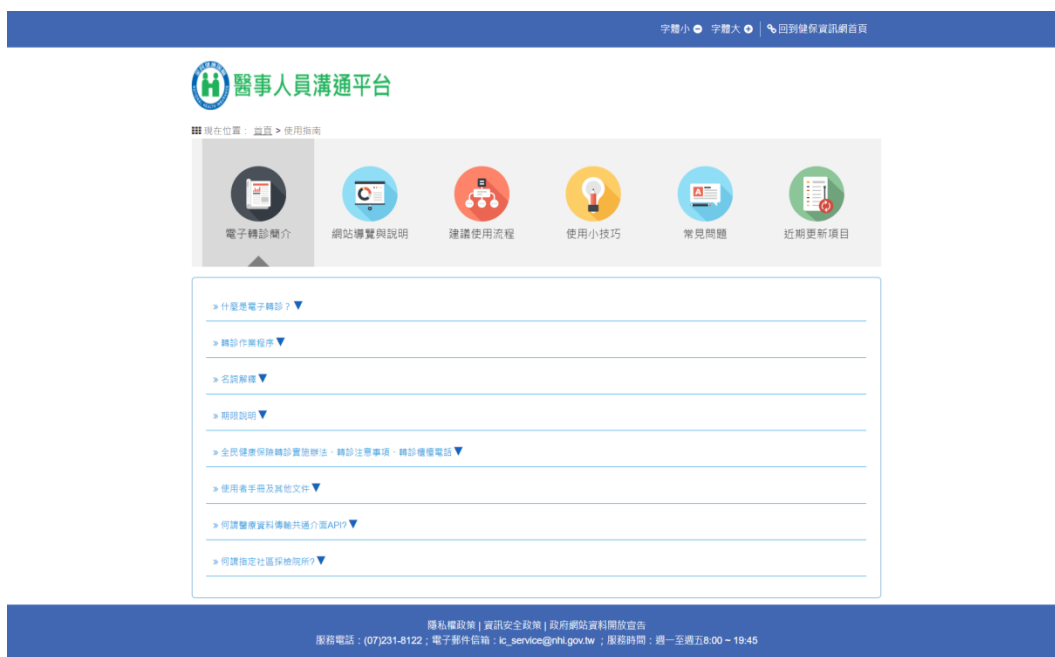 字體小 字體大 回到健保資訊網首頁
醫事人員溝通平台
現在位置： 首頁 > 使用指南
電子轉診簡介 網站導覽與說明 建議使用流程 使用小技巧 常見問題 近期更新項目
» 什麼是電子轉診？▼
» 轉診作業程序▼
» 名詞解釋▼
» 期限說明▼
» 全民健康保險轉診實施辦法、轉診注意事項、轉診櫃檯電話▼
» 使用者手冊及其他文件▼
» 何謂醫療資料傳輸共通介面API?▼
» 何謂指定社區採檢院所?▼
隱私權政策 | 資訊安全政策 | 政府網站資料開放宣告
服務電話：(07)231-8122；電子郵件信箱：ic_service@nhi.gov.tw ；服務時間：週一至週五8:00 ~ 19:45